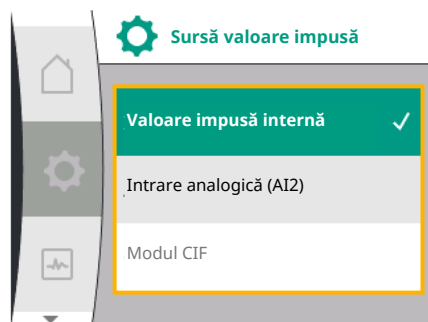 Sursă valoare impusă
Valoare impusă internă
Intrare analogică (AI2)
Modul CIF